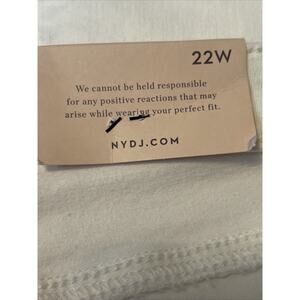 22W
We cannot be held responsible
for any positive reactions that may
arise while wearing your perfect fit.
NYDJ.COM